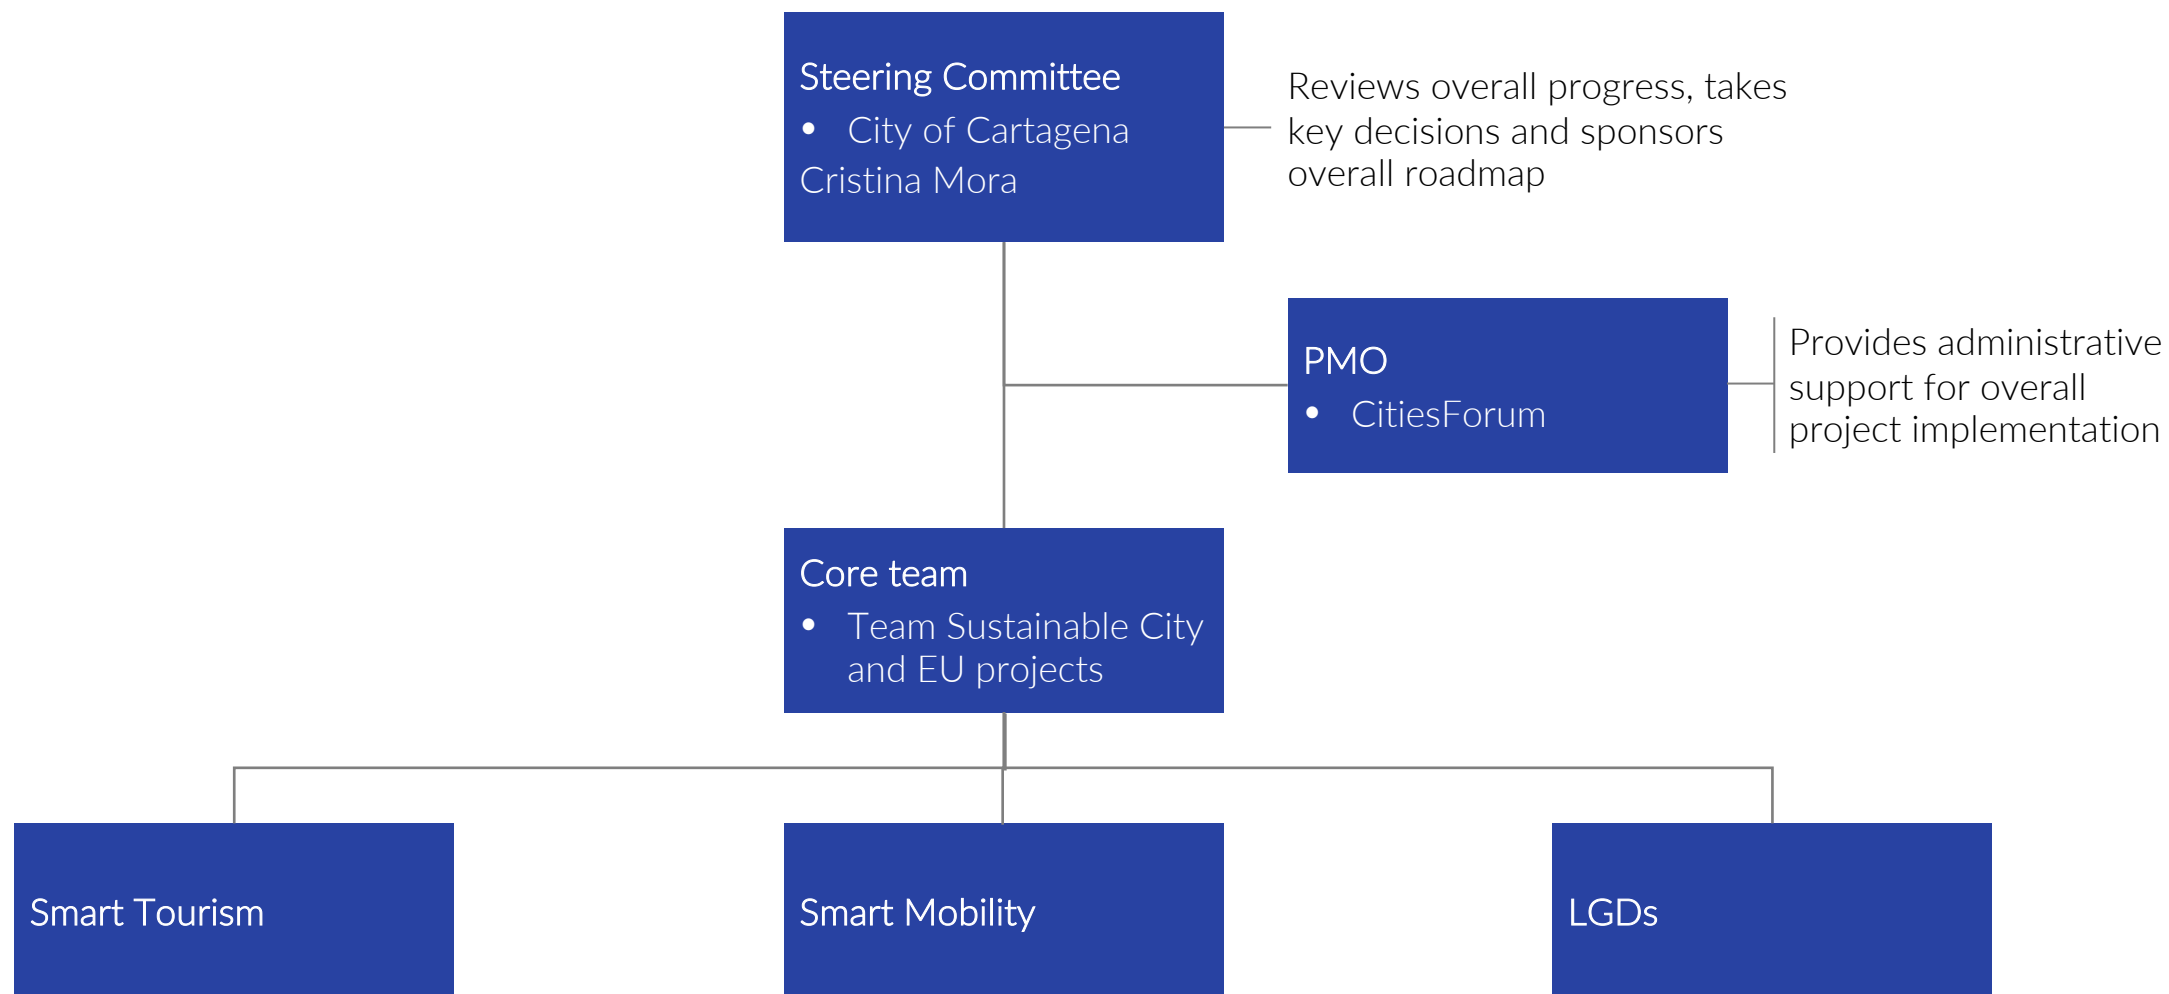 Steering Committee
• City of Cartagena
Cristina Mora
Reviews overall progress, takes
key decisions and sponsors
overall roadmap
PMO
• CitiesForum
Provides administrative
support for overall
project implementation
Core team
• Team Sustainable City
and EU projects
Smart Tourism
Smart Mobility
LGDs